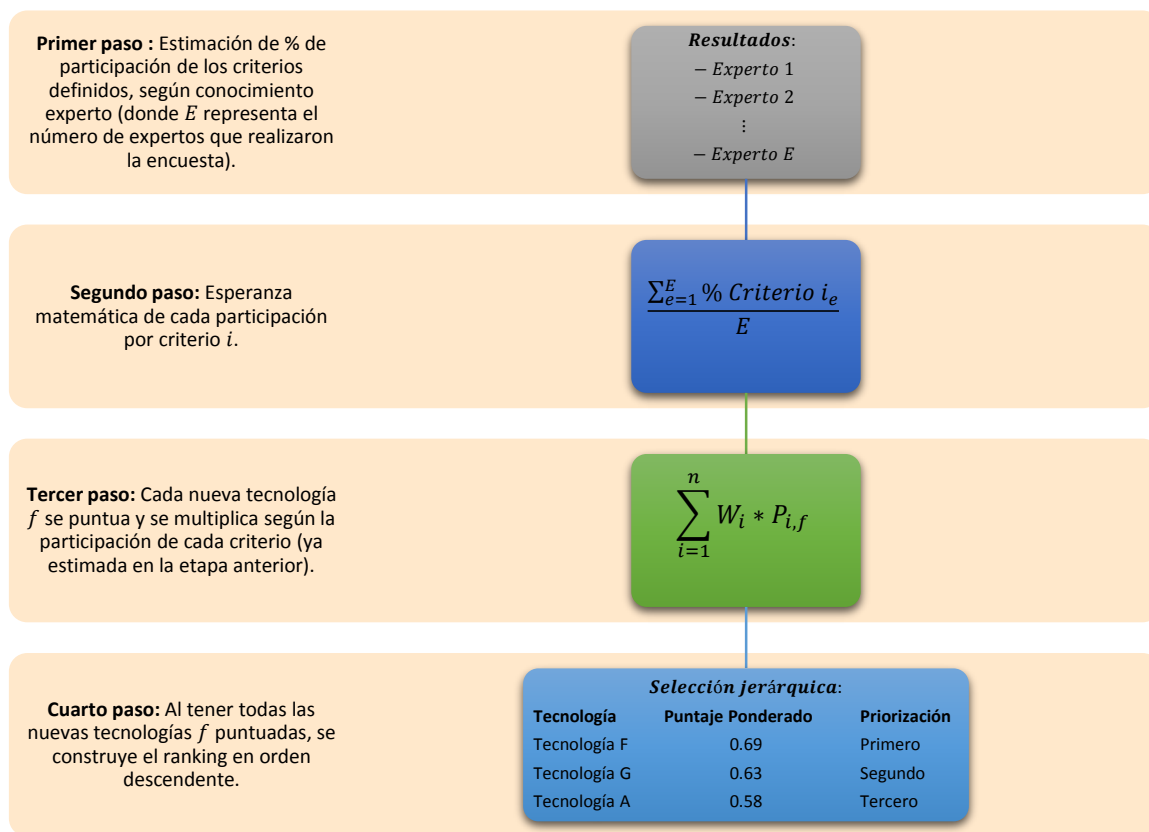 Primer paso : Estimación de % de
participación de los criterios
definidos, según conocimiento
experto (donde E representa el
número de expertos que realizaron
la encuesta).
Resultados:
− Experto 1
− Experto 2
⋮
− Experto E
Segundo paso: Esperanza
matemática de cada participación
por criterio i.
∑_{e=1}^{E} % Criterio i_e
E
Tercer paso: Cada nueva tecnología
f se puntua y se multiplica según la
participación de cada criterio (ya
estimada en la etapa anterior).
∑_{i=1}^{n} W_i * P_{i,f}
Cuarto paso: Al tener todas las
nuevas tecnologías f puntuadas, se
construye el ranking en orden
descendente.
Selección jerárquica:
Tecnología Puntaje Ponderado Priorización
Tecnología F 0.69 Primero
Tecnología G 0.63 Segundo
Tecnología A 0.58 Tercero